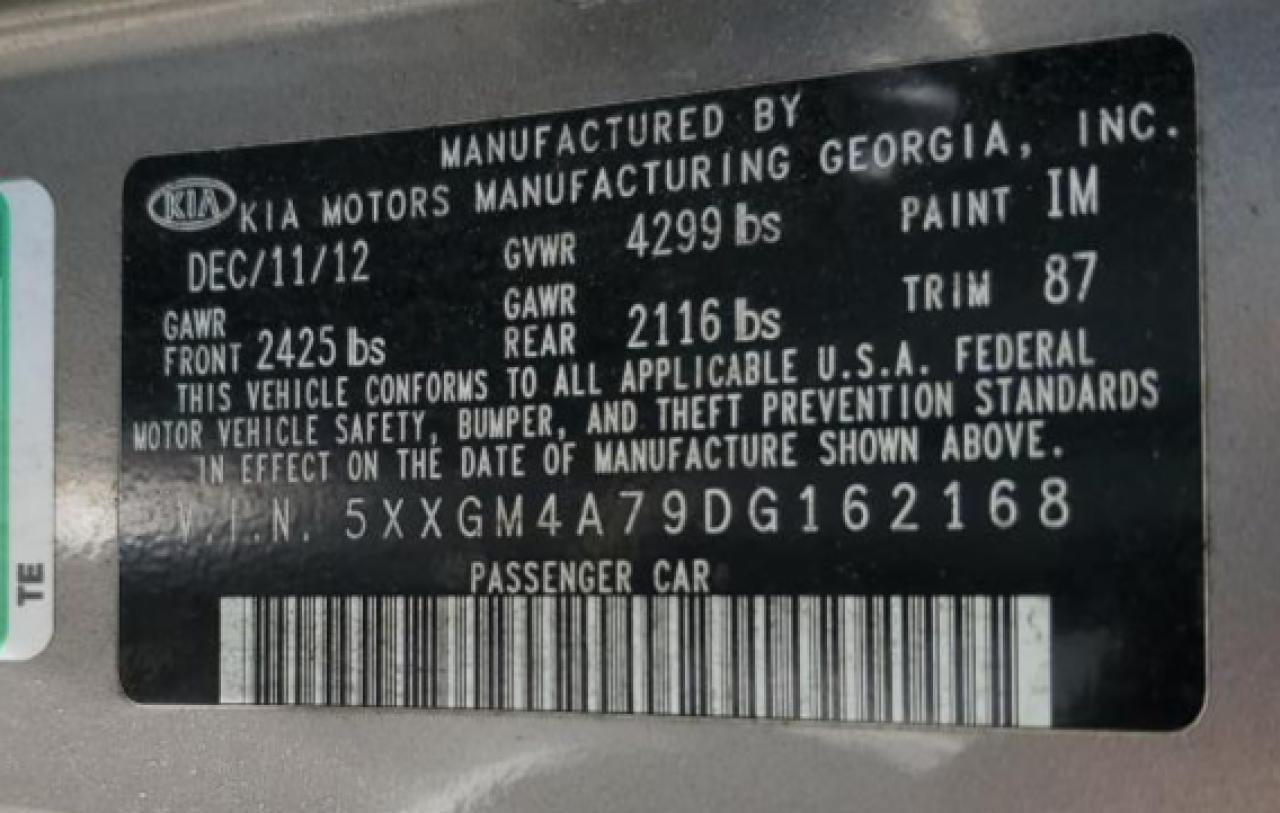 MANUFACTURED BY
KIA KIA MOTORS MANUFACTURING GEORGIA, INC.
DEC/11/12 GVWR 4299 lbs PAINT IM
GAWR FRONT 2425 lbs GAWR REAR 2116 lbs TRIM 87
THIS VEHICLE CONFORMS TO ALL APPLICABLE U.S.A. FEDERAL
MOTOR VEHICLE SAFETY, BUMPER, AND THEFT PREVENTION STANDARDS
IN EFFECT ON THE DATE OF MANUFACTURE SHOWN ABOVE.
V.I.N. 5XXGM4A79DG162168
PASSENGER CAR
TE